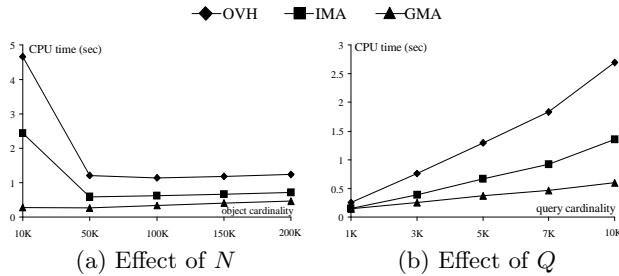 OVH IMA GMA
CPU time (sec)
5
4
3
2
1
0
object cardinality
10K 50K 100K 150K 200K
(a) Effect of N
CPU time (sec)
3
2.5
2
1.5
1
0.5
0
query cardinality
1K 3K 5K 7K 10K
(b) Effect of Q